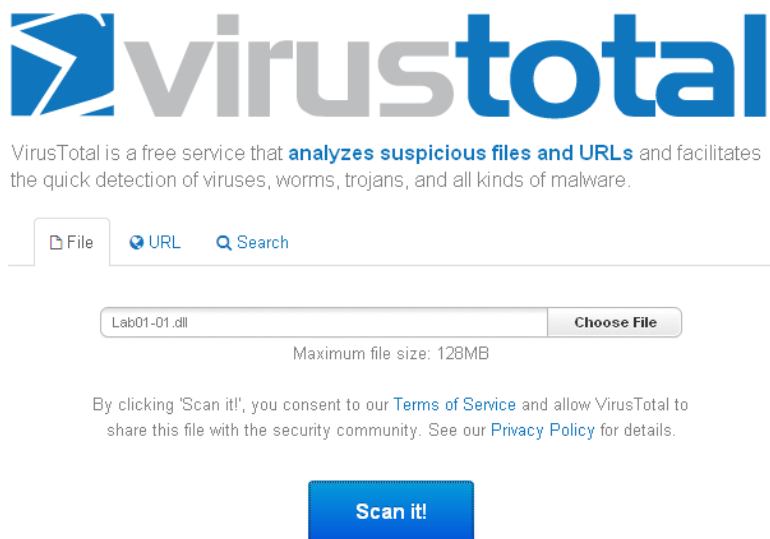 virustotal
VirusTotal is a free service that analyzes suspicious files and URLs and facilitates
the quick detection of viruses, worms, trojans, and all kinds of malware.
File URL Search
Lab01-01.dll Choose File
Maximum file size: 128MB
By clicking 'Scan it!', you consent to our Terms of Service and allow VirusTotal to
share this file with the security community. See our Privacy Policy for details.
Scan it!